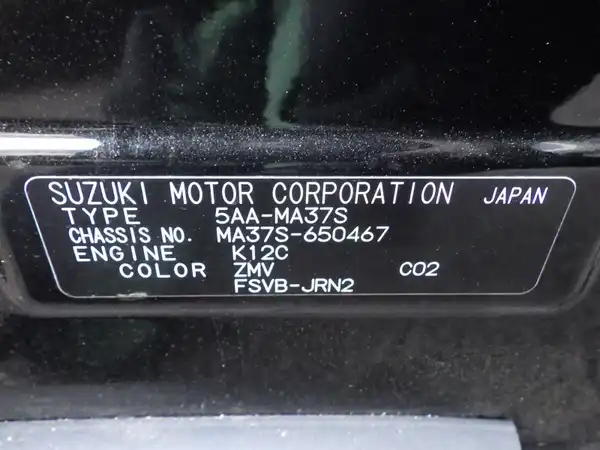 SUZUKI MOTOR CORPORATION JAPAN
TYPE 5AA-MA37S
CHASSIS NO. MA37S-650467
ENGINE K12C
COLOR ZMV C02
FSVB-JRN2